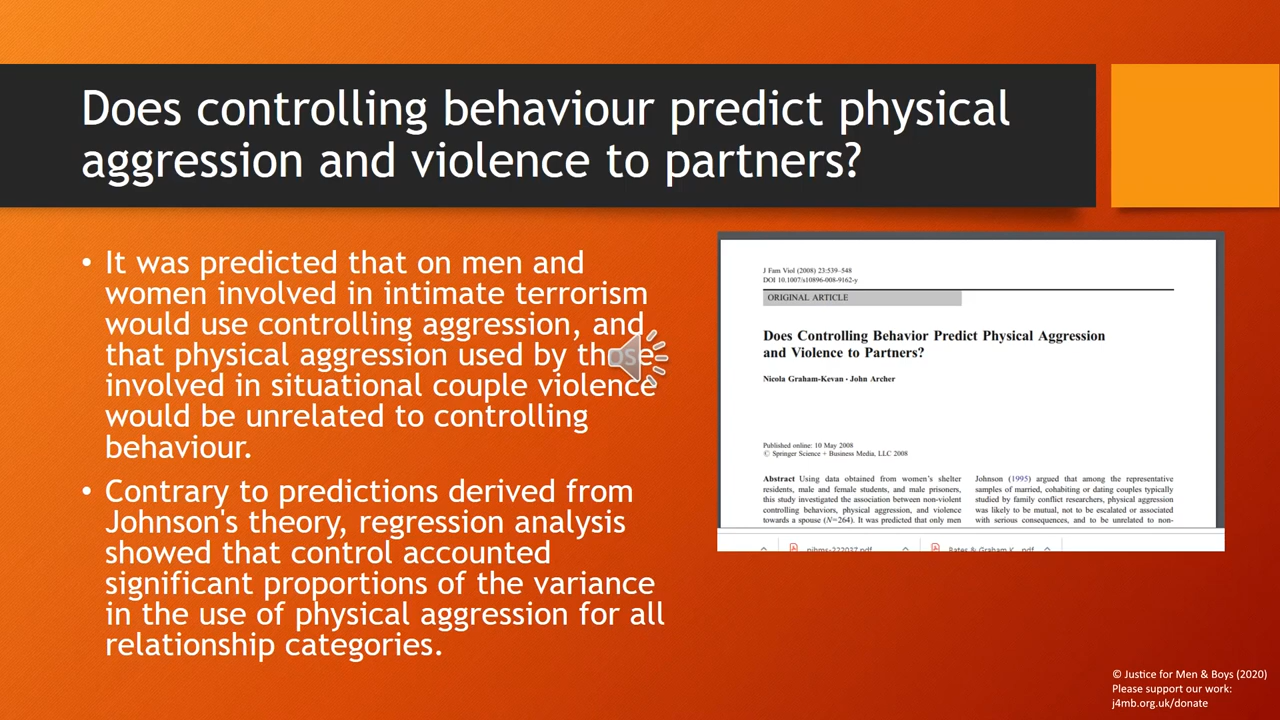 Does controlling behaviour predict physical
aggression and violence to partners?
• It was predicted that on men and
women involved in intimate terrorism
would use controlling aggression, and
that physical aggression used by those
involved in situational couple violence
would be unrelated to controlling
behaviour.
• Contrary to predictions derived from
Johnson's theory, regression analysis
showed that control accounted
significant proportions of the variance
in the use of physical aggression for all
relationship categories.
J Fam Viol (2008) 23:539–548
DOI 10.1007/s10896-008-9162-y
ORIGINAL ARTICLE
Does Controlling Behavior Predict Physical Aggression
and Violence to Partners?
Nicola Graham-Kevan · John Archer
Published online: 10 May 2008
© Springer Science + Business Media, LLC 2008
Abstract Using data obtained from women's shelter
residents, male and female students, and male prisoners,
this study investigated the association between non-violent
controlling behaviors, physical aggression, and violence
towards a spouse (N=264). It was predicted that only men
Johnson (1995) argued that among the representative
samples of married, cohabiting or dating couples typically
studied by family conflict researchers, physical aggression
was likely to be mutual, not to be escalated or associated
with serious consequences, and to be unrelated to non-
© Justice for Men & Boys (2020)
Please support our work:
j4mb.org.uk/donate